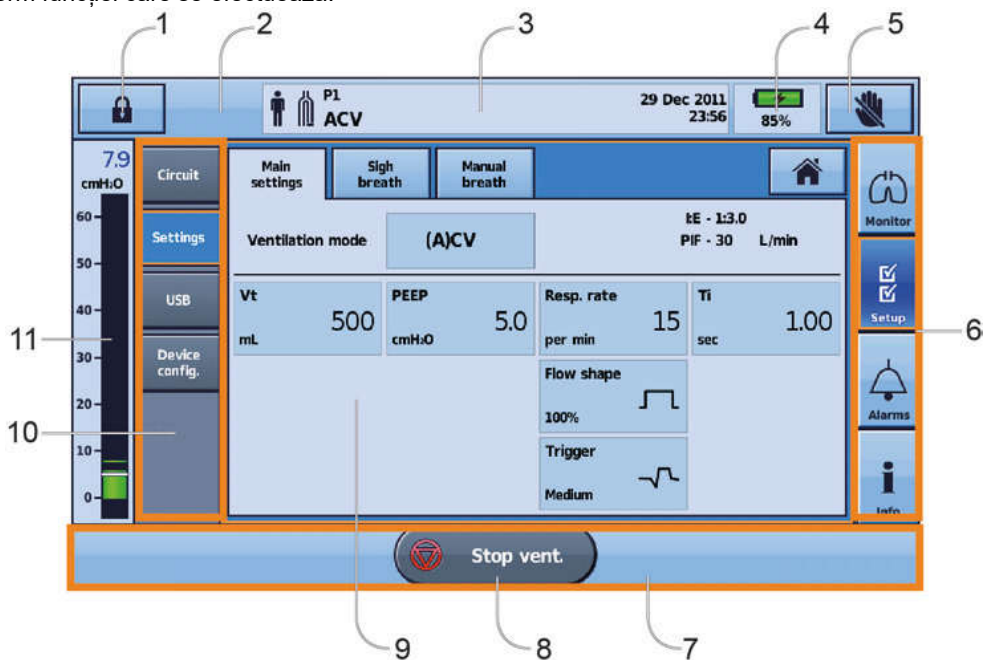 funcției care se efectuează.
1
2
3
4
5
P1
ACV
29 Dec 2011
23:56
85%
7.9
cmH2O
60
50
40
30
20
10
0
Circuit
Settings
USB
Device
config.
Main
settings
Sigh
breath
Manual
breath
Ventilation mode
(A)CV
I:E - 1:3.0
PIF - 30 L/min
Vt
500
mL
PEEP
5.0
cmH2O
Resp. rate
15
per min
Ti
1.00
sec
Flow shape
100%
Trigger
Medium
Monitor
Setup
Alarms
Info
6
11
10
Stop vent.
9
8
7